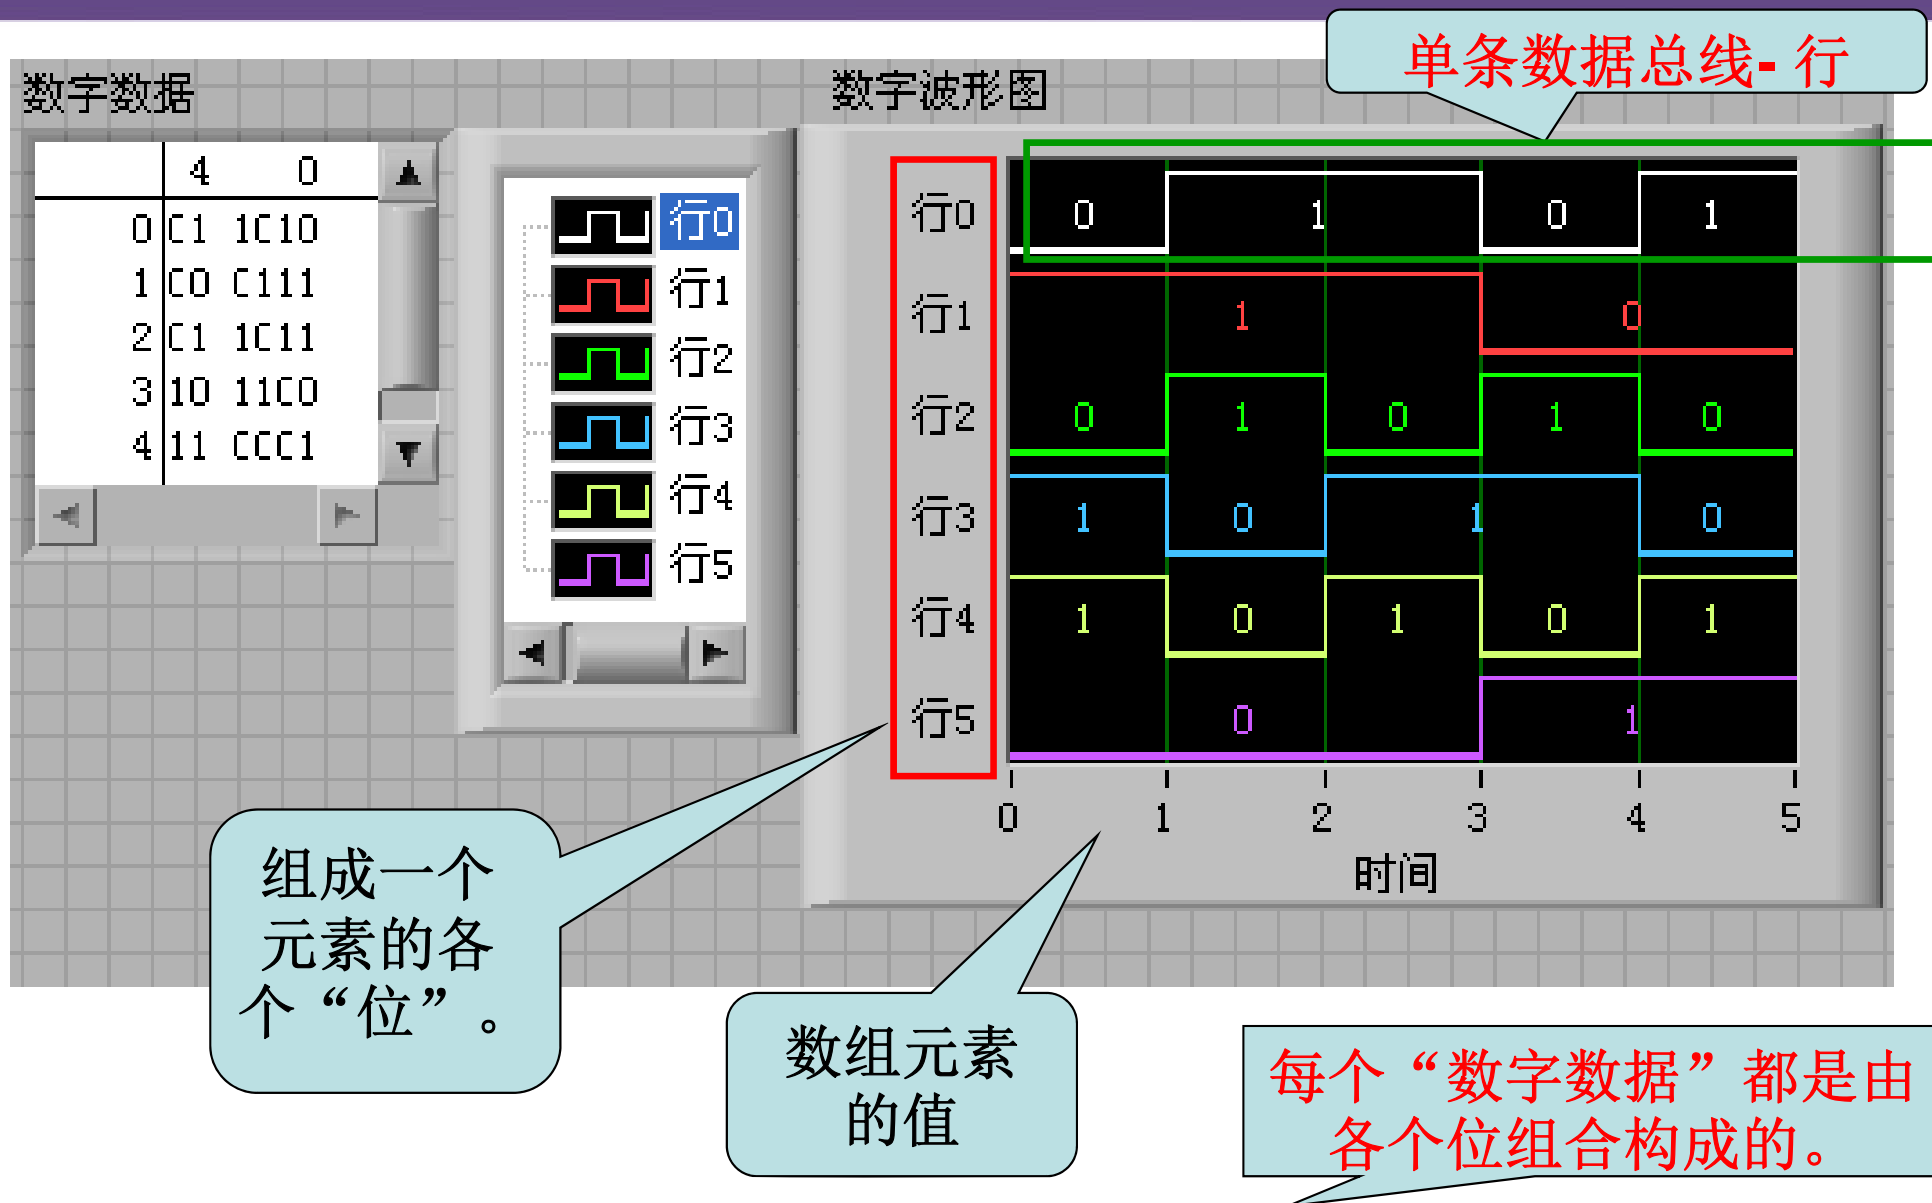 单条数据总线- 行
数字数据
数字波形图
4 0
0 C1 1C10
1 C0 C111
2 C1 1C11
3 10 11C0
4 11 CCC1
行0
行1
行2
行3
行4
行5
行0 0 1 0 1
行1 1 0
行2 0 1 0 1 0
行3 1 0 1 0
行4 1 0 1 0 1
行5 0 1
0 1 2 3 4 5
时间
组成一个
元素的各
个“位”。
数组元素
的值
每个“数字数据”都是由
各个位组合构成的。